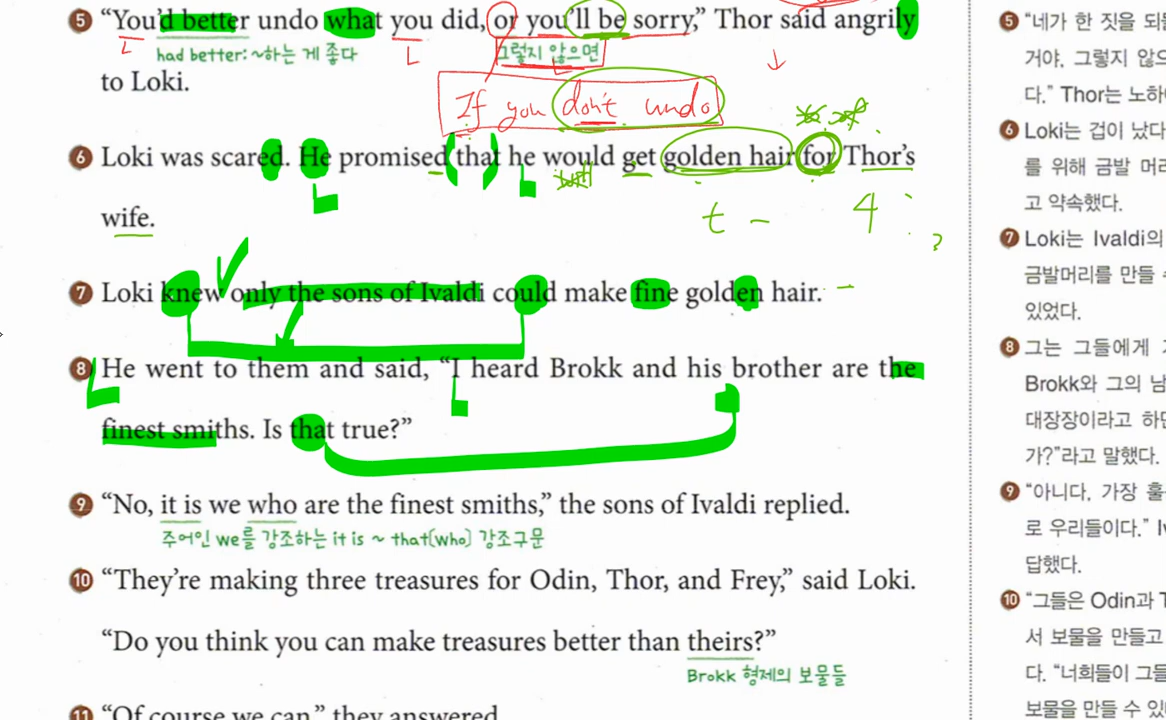 5 "You'd better undo what you did, or you'll be sorry," Thor said angrily
had better: ~하는 게 좋다
그렇지 않으면
to Loki.
If you don't undo
6 Loki was scared. He promised that he would get golden hair for Thor's
t - 4 :
wife.
7 Loki knew only the sons of Ivaldi could make fine golden hair.
8 He went to them and said, "I heard Brokk and his brother are the
finest smiths. Is that true?"
9 "No, it is we who are the finest smiths," the sons of Ivaldi replied.
주어인 we를 강조하는 it is ~ that(who) 강조구문
10 "They're making three treasures for Odin, Thor, and Frey," said Loki.
"Do you think you can make treasures better than theirs?"
Brokk 형제의 보물들
11 "Of course we can," they answered.
5 "네가 한 짓을 되
거야. 그렇지 않으
다." Thor는 노하
6 Loki는 겁이 났다
를 위해 금발 머리
고 약속했다.
7 Loki는 Ivaldi의
금발머리를 만들 수
있었다.
8 그는 그들에게
Brokk와 그의 남
대장장이라고 하던
가?"라고 말했다.
9 "아니다, 가장 훌
로 우리들이다."
답했다.
10 "그들은 Odin과 T
서 보물을 만들고
다. "너희들이 그들
보물을 만들 수 있